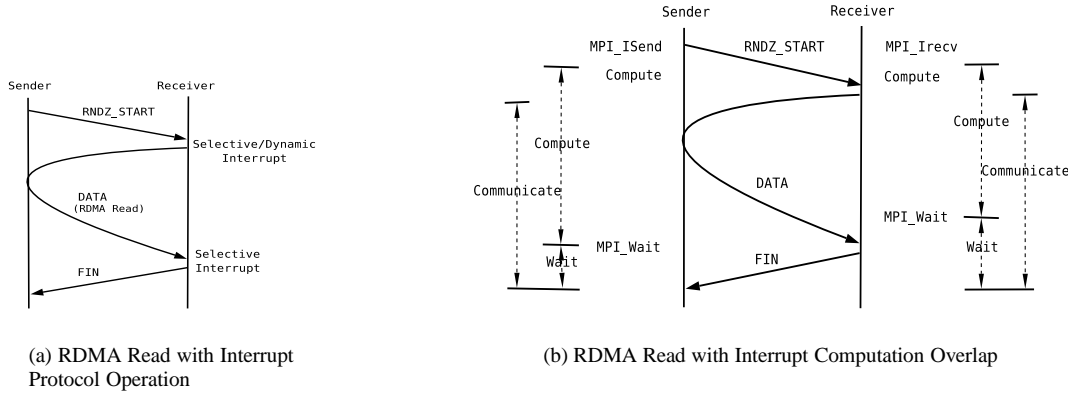 Sender
Receiver
RNDZ_START
Selective/Dynamic
Interrupt
DATA
(RDMA Read)
Selective
Interrupt
FIN
(a) RDMA Read with Interrupt
Protocol Operation
Sender
Receiver
MPI_ISend
RNDZ_START
MPI_Irecv
Compute
Compute
Compute
Compute
Communicate
Communicate
DATA
MPI_Wait
MPI_Wait
Wait
Wait
FIN
(b) RDMA Read with Interrupt Computation Overlap